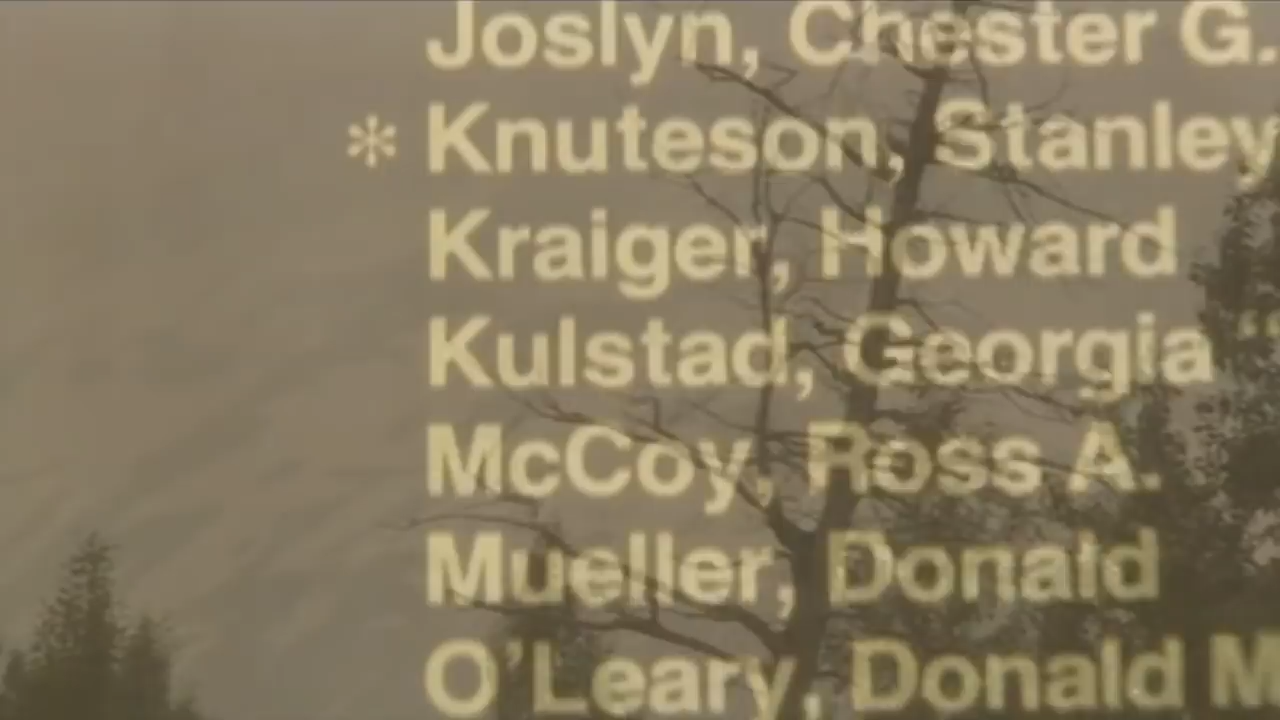 Joslyn, Chester G.
* Knuteson, Stanley
Kraiger, Howard
Kulstad, Georgia “
McCoy, Ross A.
Mueller, Donald
O’Leary, Donald M